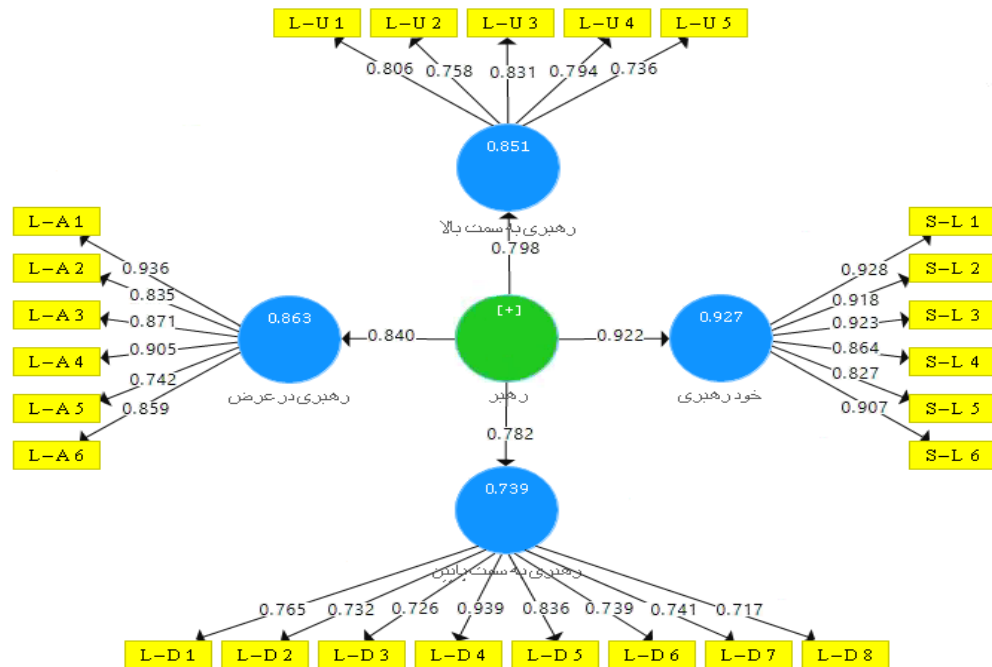 L-U 1 L-U 2 L-U 3 L-U 4 L-U 5
0.806 0.758 0.831 0.794 0.736
0.851
رهبری به سمت بالا
0.798
L-A 1
L-A 2
L-A 3
L-A 4
L-A 5
L-A 6
0.936
0.835
0.871
0.905
0.742
0.859
0.863
رهبری در عرض
0.840
[+]
رهبر
0.922
0.927
خود رهبری
0.928
0.918
0.923
0.864
0.827
0.907
S-L 1
S-L 2
S-L 3
S-L 4
S-L 5
S-L 6
0.782
0.739
رهبری به سمت پایین
0.765 0.732 0.726 0.939 0.836 0.739 0.741 0.717
L-D 1 L-D 2 L-D 3 L-D 4 L-D 5 L-D 6 L-D 7 L-D 8